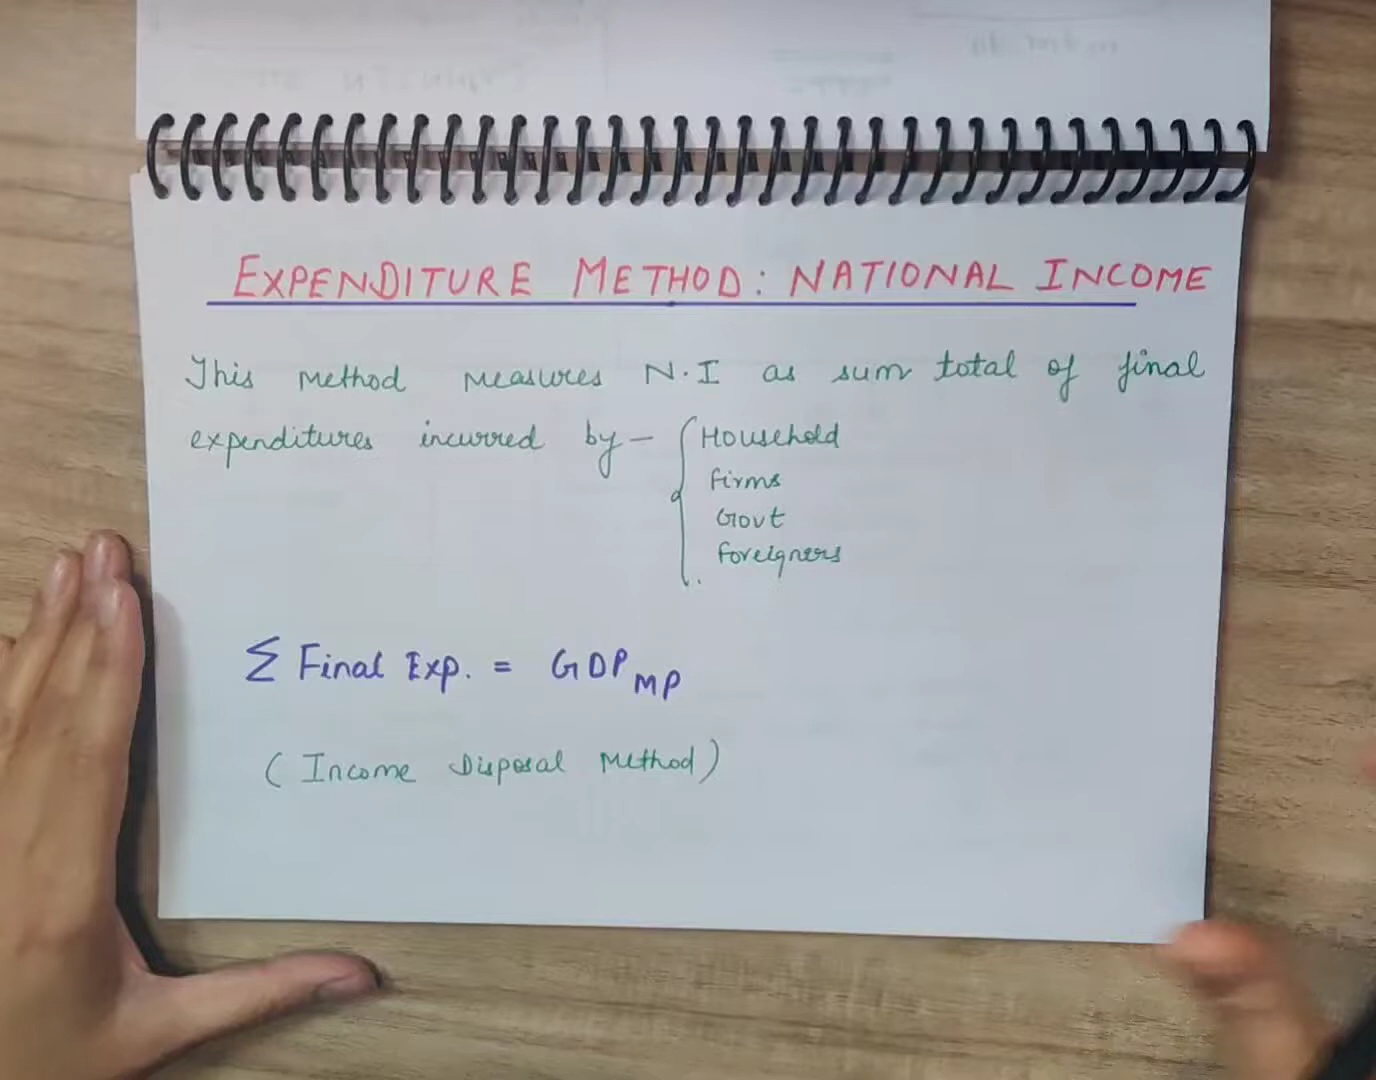 EXPENDITURE METHOD: NATIONAL INCOME
This method measures N.I as sum total of final
expenditures incurred by — { Household
Firms
Govt
Foreigners
Σ Final Exp. = GDP MP
(Income Disposal Method)